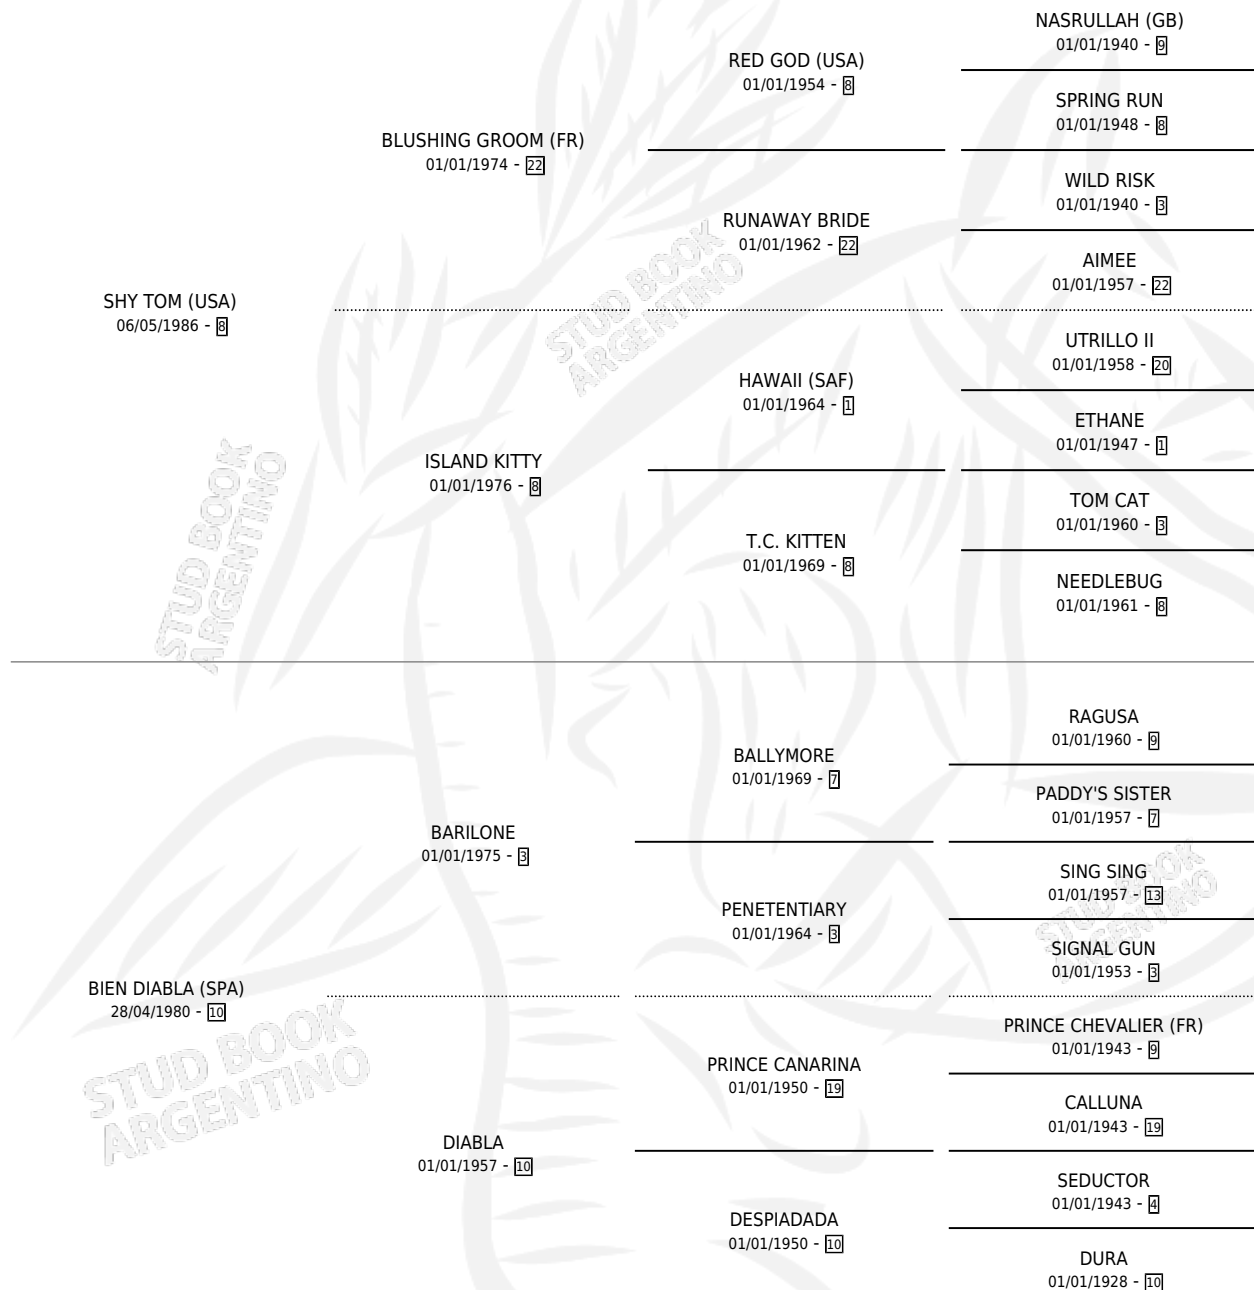 NASRULLAH (GB)
01/01/1940 - 9
RED GOD (USA)
01/01/1954 - 8
SPRING RUN
01/01/1948 - 8
BLUSHING GROOM (FR)
01/01/1974 - 22
WILD RISK
01/01/1940 - 3
RUNAWAY BRIDE
01/01/1962 - 22
AIMEE
01/01/1957 - 22
SHY TOM (USA)
06/05/1986 - 8
STUD BOOK
ARGENTINO
UTRILLO II
01/01/1958 - 20
HAWAII (SAF)
01/01/1964 - 1
ETHANE
01/01/1947 - 1
ISLAND KITTY
01/01/1976 - 8
TOM CAT
01/01/1960 - 3
T.C. KITTEN
01/01/1969 - 8
NEEDLEBUG
01/01/1961 - 8
STUD BOOK
ARGENTINO
RAGUSA
01/01/1960 - 9
BALLYMORE
01/01/1969 - 7
PADDY'S SISTER
01/01/1957 - 7
BARILONE
01/01/1975 - 3
SING SING
01/01/1957 - 13
PENETENTIARY
01/01/1964 - 3
SIGNAL GUN
01/01/1953 - 3
STUD BOOK
ARGENTINO
BIEN DIABLA (SPA)
28/04/1980 - 10
STUD BOOK
ARGENTINO
PRINCE CHEVALIER (FR)
01/01/1943 - 9
PRINCE CANARINA
01/01/1950 - 19
CALLUNA
01/01/1943 - 19
DIABLA
01/01/1957 - 10
SEDUCTOR
01/01/1943 - 4
DESPIADADA
01/01/1950 - 10
DURA
01/01/1928 - 10